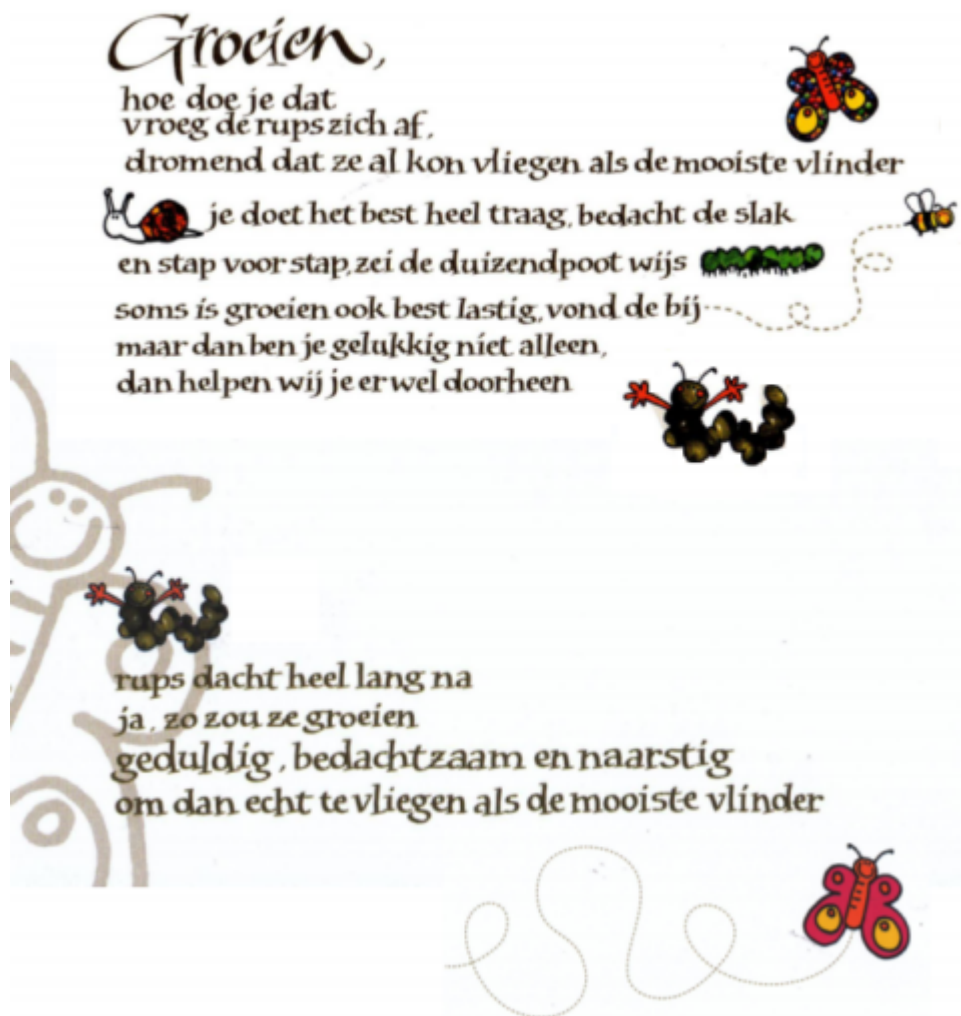 Groeien,
hoe doe je dat
vroeg de rups zich af,
dromend dat ze al kon vliegen als de mooiste vlinder
je doet het best heel traag, bedacht de slak
en stap voor stap, zei de duizendpoot wijs
soms is groeien ook best lastig, vond de bij
maar dan ben je gelukkig niet alleen,
dan helpen wij je er wel doorheen
rups dacht heel lang na
ja, zo zou ze groeien
geduldig, bedachtzaam en naarstig
om dan echt te vliegen als de mooiste vlinder